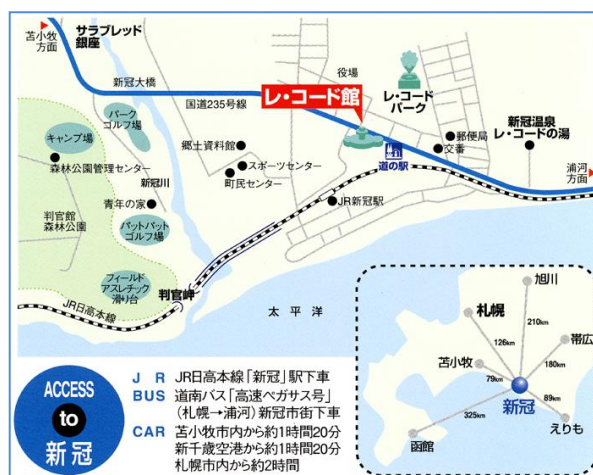 サラブレッド
銀座
苫小牧
方面
新冠大橋
国道235号線
役場
レ・コード館
レ・コード
パーク
新冠温泉
レ・コードの湯
郵便局
交番
道の駅
浦河
方面
パーク
ゴルフ場
キャンプ場
森林公園管理センター
郷土資料館
スポーツセンター
町民センター
新冠川
青年の家
JR新冠駅
判官館
森林公園
パットパット
ゴルフ場
フィールド
アスレチック
滑り台
判官岬
JR日高本線
太平洋
旭川
札幌
210km
126km
帯広
苫小牧
180km
79km
新冠
89km
325km
えりも
函館
ACCESS
to
新冠
JR JR日高本線「新冠」駅下車
BUS 道南バス「高速ペガサス号」
(札幌→浦河)新冠市街下車
CAR 苫小牧市内から約1時間20分
新千歳空港から約1時間20分
札幌市内から約2時間